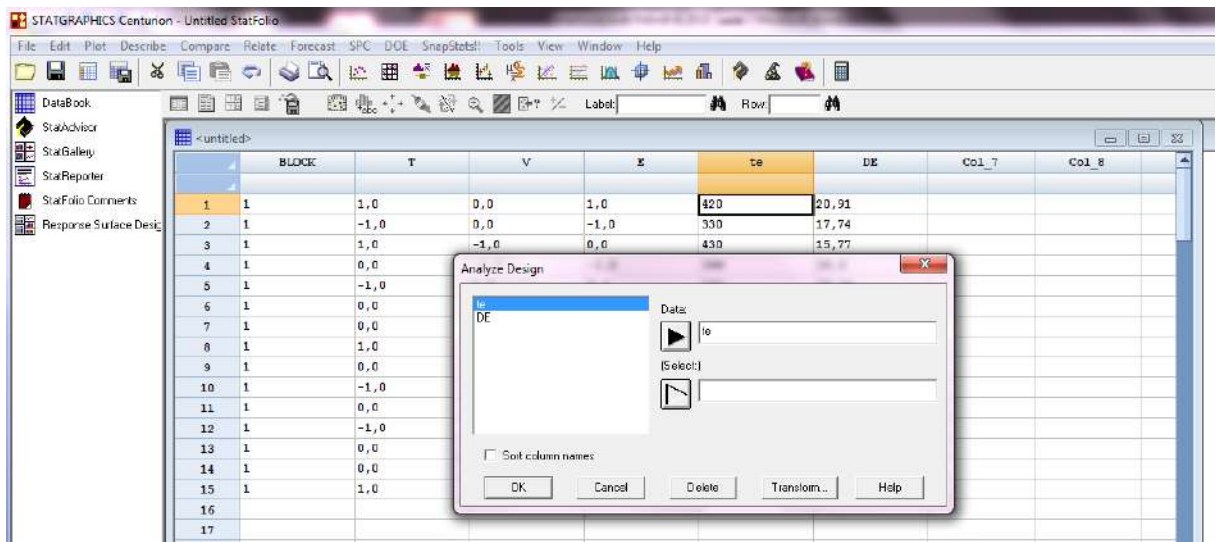 STATGRAPHICS Centurion - Untitled StatFolio
File Edit Plot Describe Compare Relate Forecast SPC DOE SnapStats!! Tools View Window Help
Label: Row:
DataBook
StatAdvisor
StatGallery
StatReporter
StatFolio Comments
Response Surface Desig
<untitled>
BLOCK T V E te DE Col_7 Col_8
1 1 1,0 0,0 1,0 420 20,91
2 1 -1,0 0,0 -1,0 330 17,74
3 1 1,0 -1,0 0,0 430 15,77
4 1 0,0
5 1 -1,0
6 1 0,0
7 1 0,0
8 1 1,0
9 1 0,0
10 1 -1,0
11 1 0,0
12 1 -1,0
13 1 0,0
14 1 0,0
15 1 1,0
16
17
Analyze Design
te
DE
Data:
te
(Select:)
Sort column names
OK Cancel Delete Transform... Help